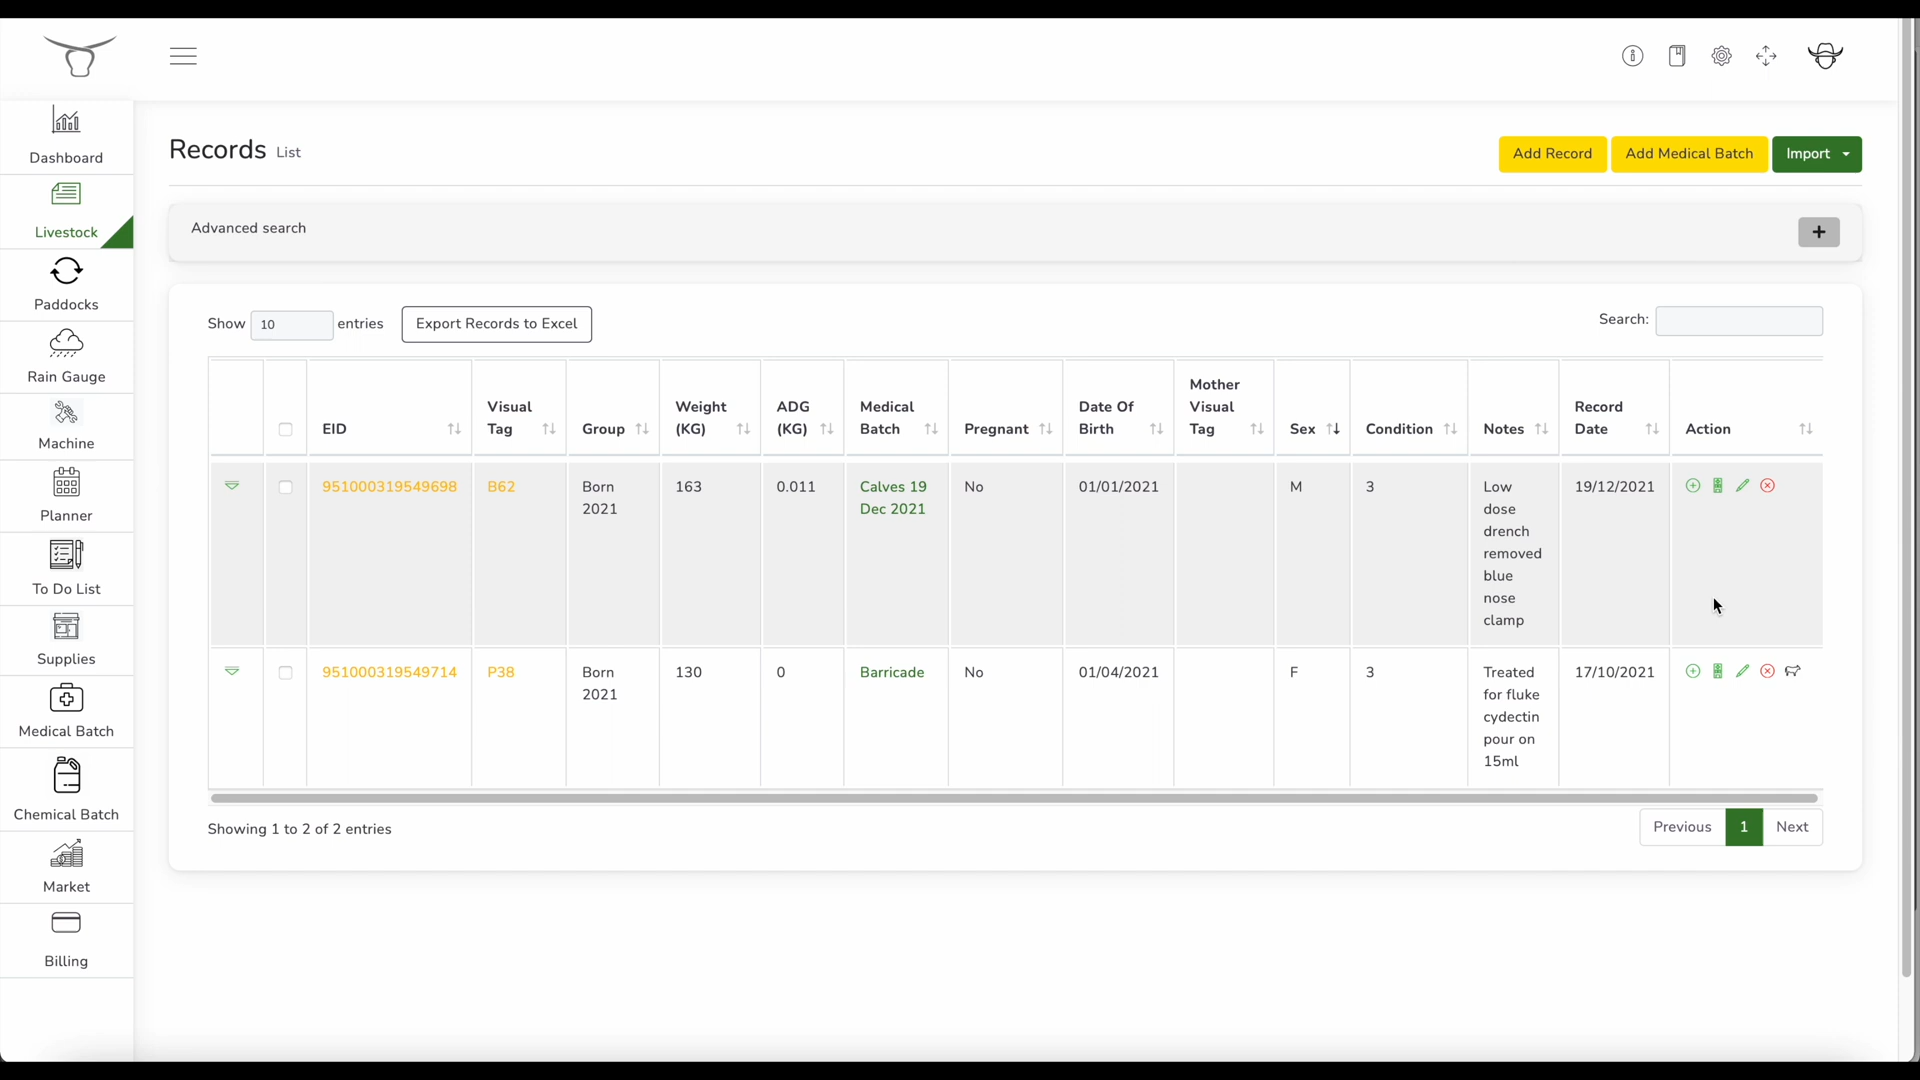 Dashboard
Livestock
Paddocks
Rain Gauge
Machine
Planner
To Do List
Supplies
Medical Batch
Chemical Batch
Market
Billing
Records List
Add Record
Add Medical Batch
Import
Advanced search
+
Show 10 entries
Export Records to Excel
Search:
EID
Visual
Tag
Group
Weight
(KG)
ADG
(KG)
Medical
Batch
Pregnant
Date Of
Birth
Mother
Visual
Tag
Sex
Condition
Notes
Record
Date
Action
951000319549698
B62
Born
2021
163
0.011
Calves 19
Dec 2021
No
01/01/2021
M
3
Low
dose
drench
removed
blue
nose
clamp
19/12/2021
951000319549714
P38
Born
2021
130
0
Barricade
No
01/04/2021
F
3
Treated
for fluke
cydectin
pour on
15ml
17/10/2021
Showing 1 to 2 of 2 entries
Previous
1
Next